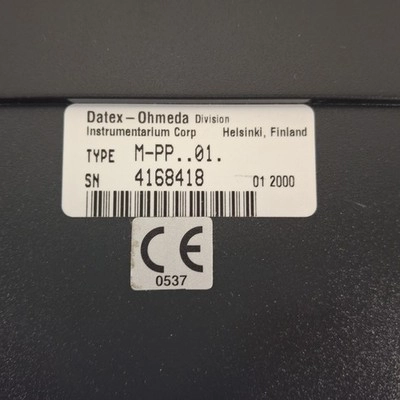 Datex-Ohmeda Division
Instrumentarium Corp Helsinki, Finland
TYPE M-PP..01.
SN 4168418 01 2000
CE
0537